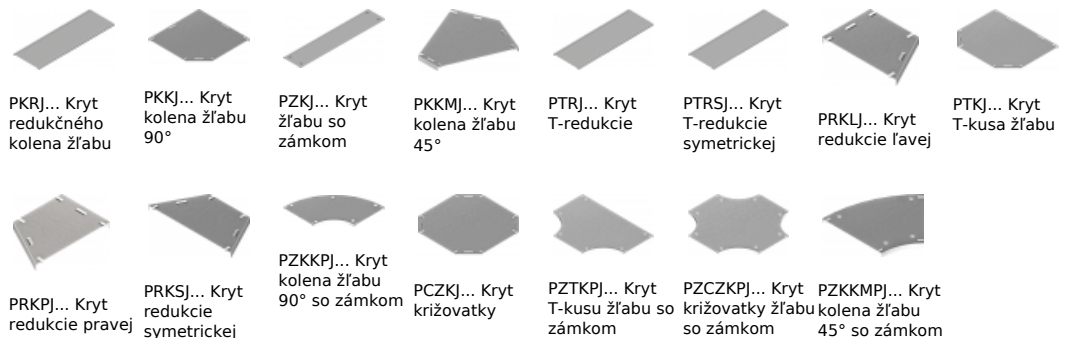 PKRJ... Kryt
redukčného
kolena žľabu
PKKJ... Kryt
kolena žľabu
90°
PZKJ... Kryt
žľabu so
zámkom
PKKMJ... Kryt
kolena žľabu
45°
PTRJ... Kryt
T-redukcie
PTRSJ... Kryt
T-redukcie
symetrickej
PRKLJ... Kryt
redukcie ľavej
PTKJ... Kryt
T-kusa žľabu
PRKPJ... Kryt
redukcie pravej
PRKSJ... Kryt
redukcie
symetrickej
PZKKPJ... Kryt
kolena žľabu
90° so zámkom
PCZKJ... Kryt
križovatky
PZTKPJ... Kryt
T-kusu žľabu so
zámkom
PZCZKPJ... Kryt
križovatky žľabu
so zámkom
PZKKMPJ... Kryt
kolena žľabu
45° so zámkom